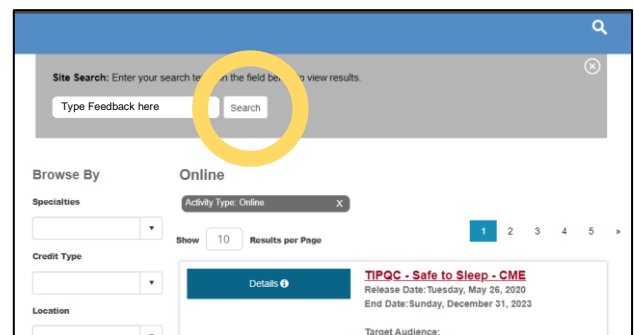 Site Search: Enter your search te in the field be o view results.
Type Feedback here
Search
Browse By
Online
Specialties
Activity Type: Online X
Show 10 Results per Page
1 2 3 4 5 »
Credit Type
Details
TIPQC - Safe to Sleep - CME
Release Date:Tuesday, May 26, 2020
End Date:Sunday, December 31, 2023
Location
Target Audience: